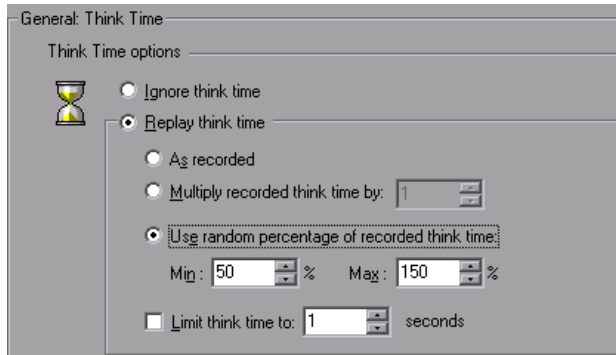 General: Think Time
Think Time options
Ignore think time
Replay think time
As recorded
Multiply recorded think time by: 1
Use random percentage of recorded think time:
Min : 50 % Max : 150 %
Limit think time to: 1 seconds